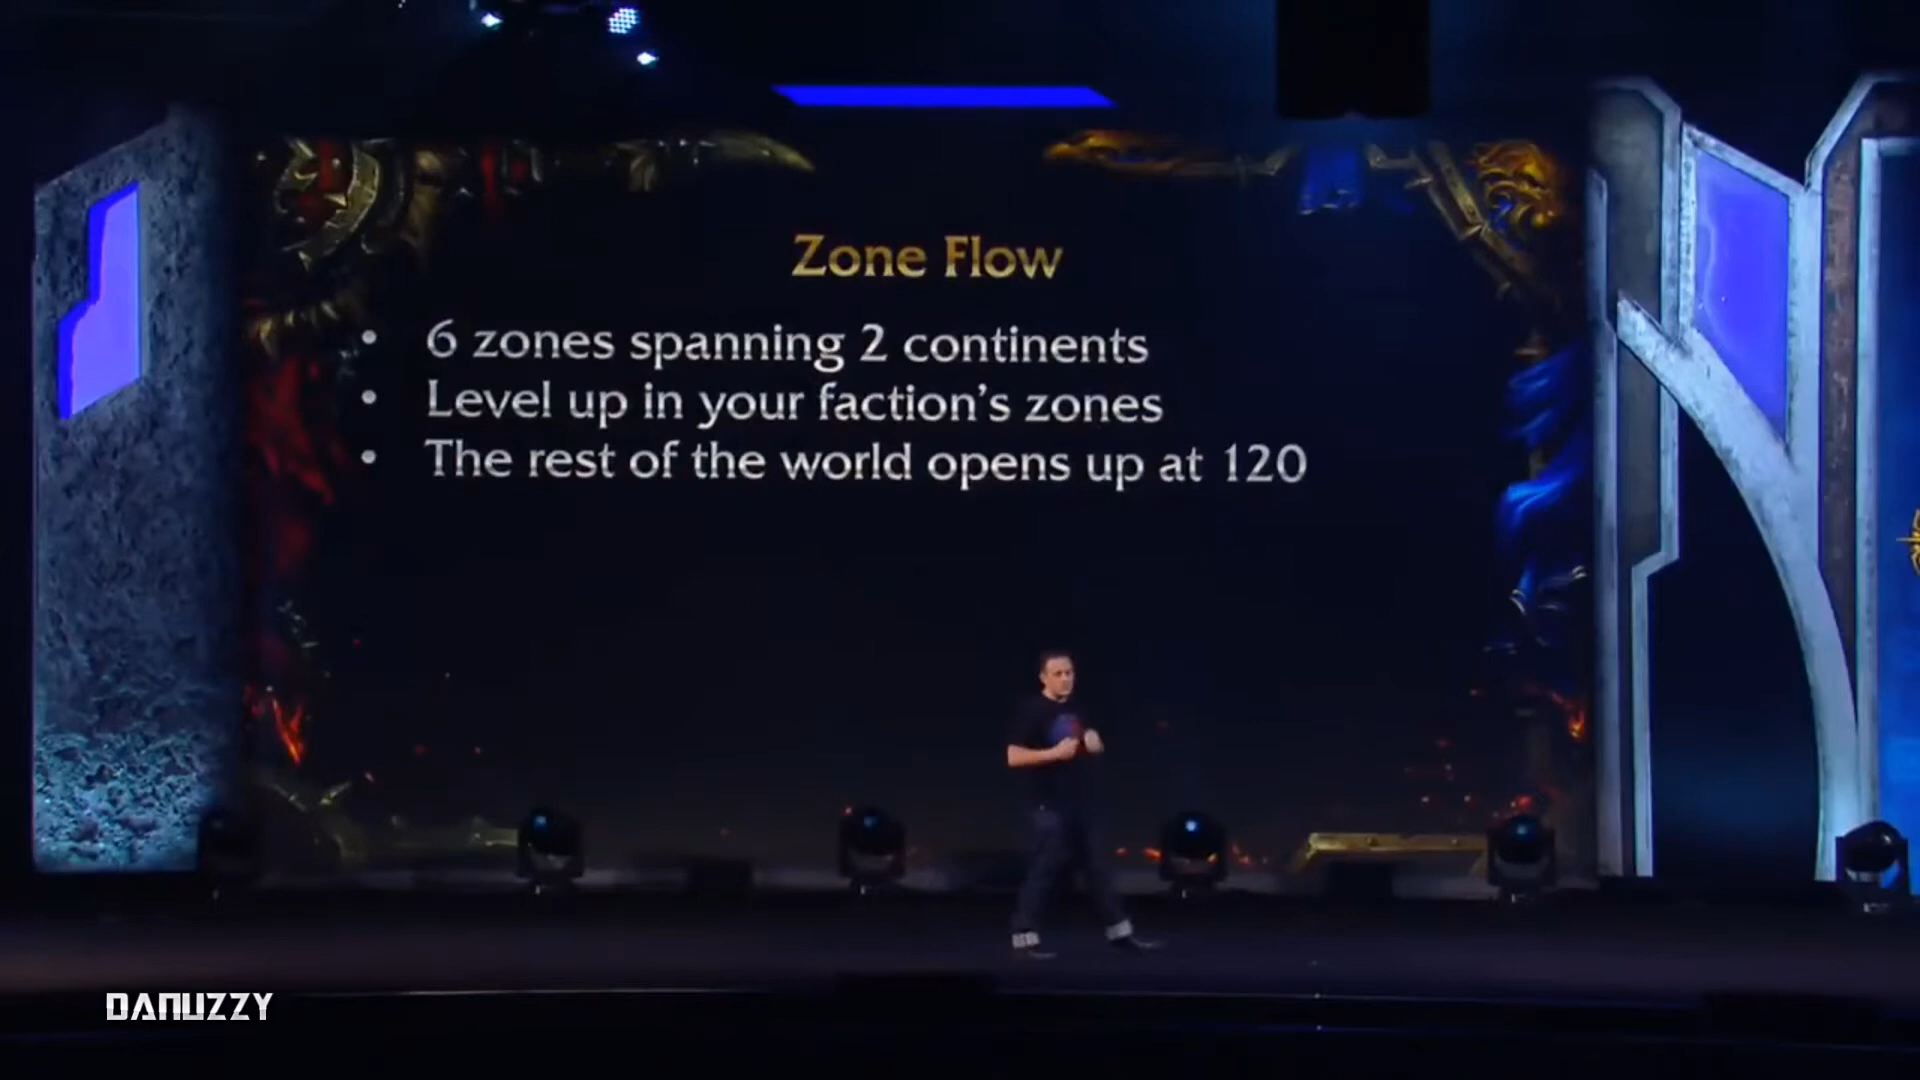 Zone Flow
• 6 zones spanning 2 continents
• Level up in your faction's zones
• The rest of the world opens up at 120
DANUZZY